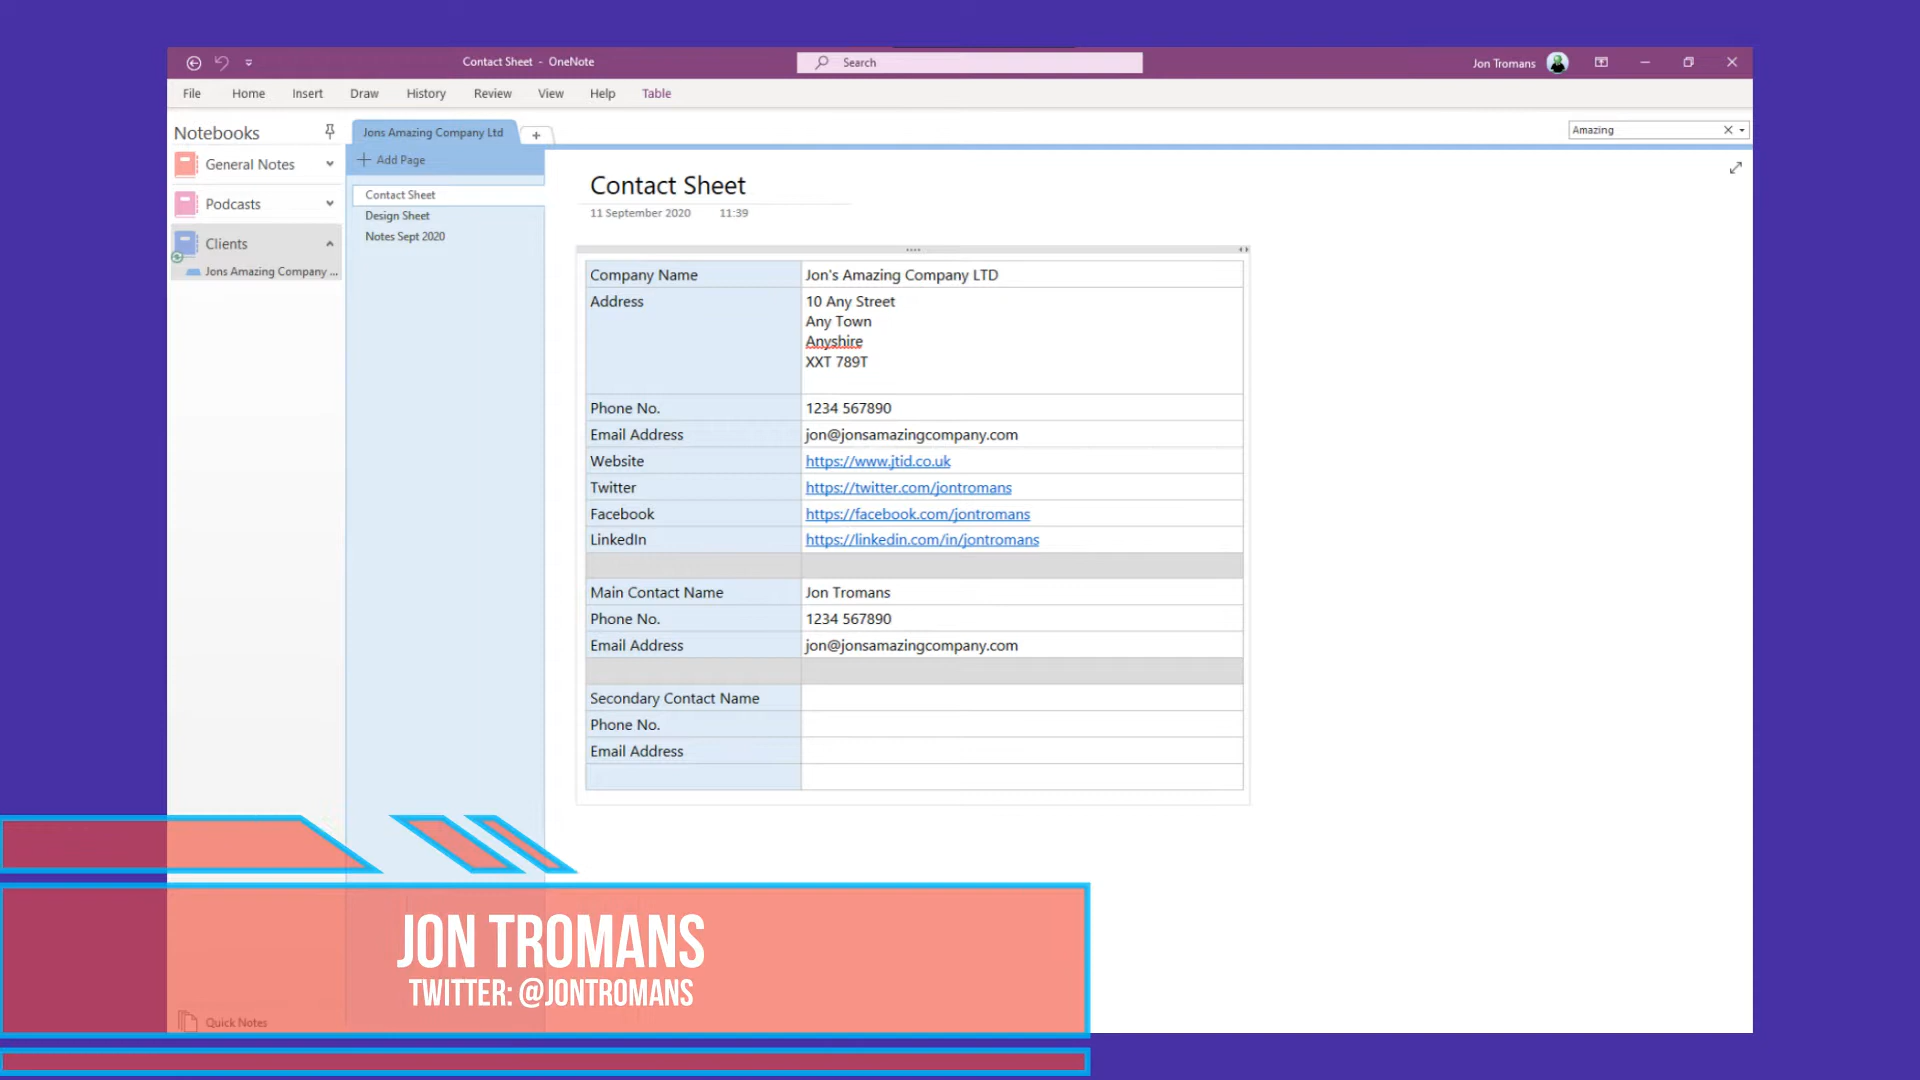 Contact Sheet - OneNote
Search
Jon Tromans
File Home Insert Draw History Review View Help Table
Notebooks
General Notes
Podcasts
Clients
Jons Amazing Company ...
Quick Notes
Jons Amazing Company Ltd
Amazing
Add Page
Contact Sheet
Design Sheet
Notes Sept 2020
Contact Sheet
11 September 2020 11:39
Company Name Jon's Amazing Company LTD
Address 10 Any Street
Any Town
Anyshire
XXT 789T
Phone No. 1234 567890
Email Address jon@jonsamazingcompany.com
Website https://www.jtid.co.uk
Twitter https://twitter.com/jontromans
Facebook https://facebook.com/jontromans
LinkedIn https://linkedin.com/in/jontromans
Main Contact Name Jon Tromans
Phone No. 1234 567890
Email Address jon@jonsamazingcompany.com
Secondary Contact Name
Phone No.
Email Address
JON TROMANS
TWITTER: @JONTROMANS